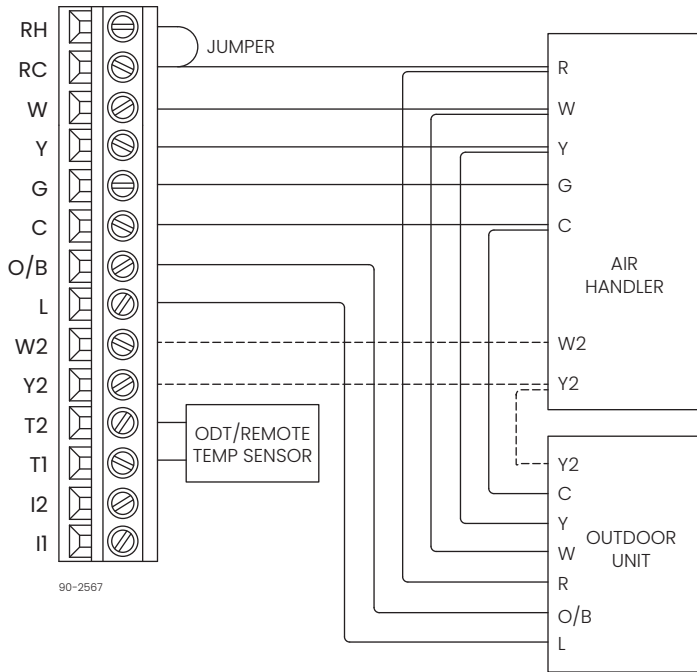 RH
RC
W
Y
G
C
O/B
L
W2
Y2
T2
T1
I2
I1
90-2567
JUMPER
ODT/REMOTE
TEMP SENSOR
R
W
Y
G
C
W2
Y2
AIR
HANDLER
Y2
C
Y
W
R
O/B
L
OUTDOOR
UNIT